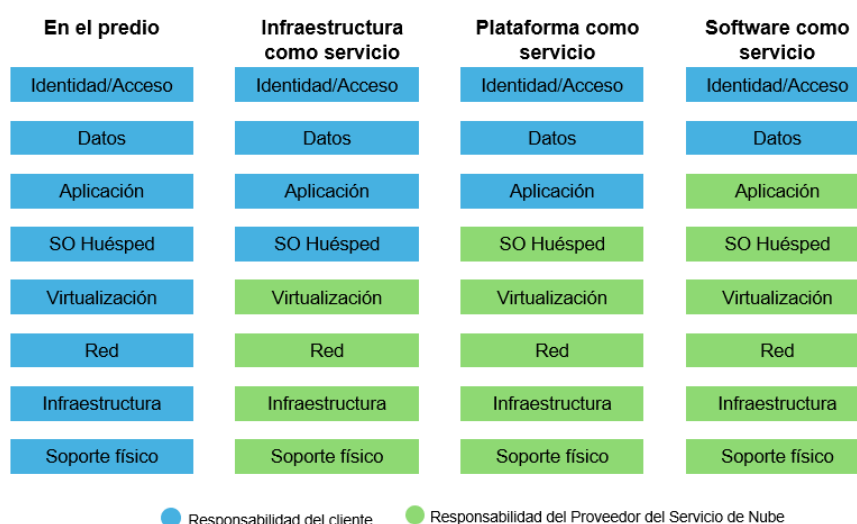 En el predio
Infraestructura
como servicio
Plataforma como
servicio
Software como
servicio
Identidad/Acceso
Identidad/Acceso
Identidad/Acceso
Identidad/Acceso
Datos
Datos
Datos
Datos
Aplicación
Aplicación
Aplicación
Aplicación
SO Huésped
SO Huésped
SO Huésped
SO Huésped
Virtualización
Virtualización
Virtualización
Virtualización
Red
Red
Red
Red
Infraestructura
Infraestructura
Infraestructura
Infraestructura
Soporte físico
Soporte físico
Soporte físico
Soporte físico
Responsabilidad del cliente
Responsabilidad del Proveedor del Servicio de Nube